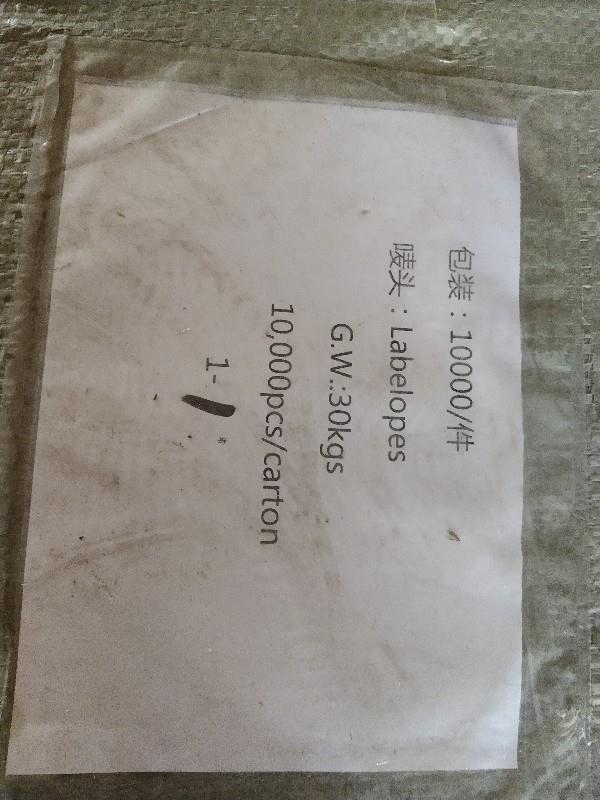 包装：10000/件
唛头：Labelopes
G.W.:30kgs
10,000pcs/carton
1-